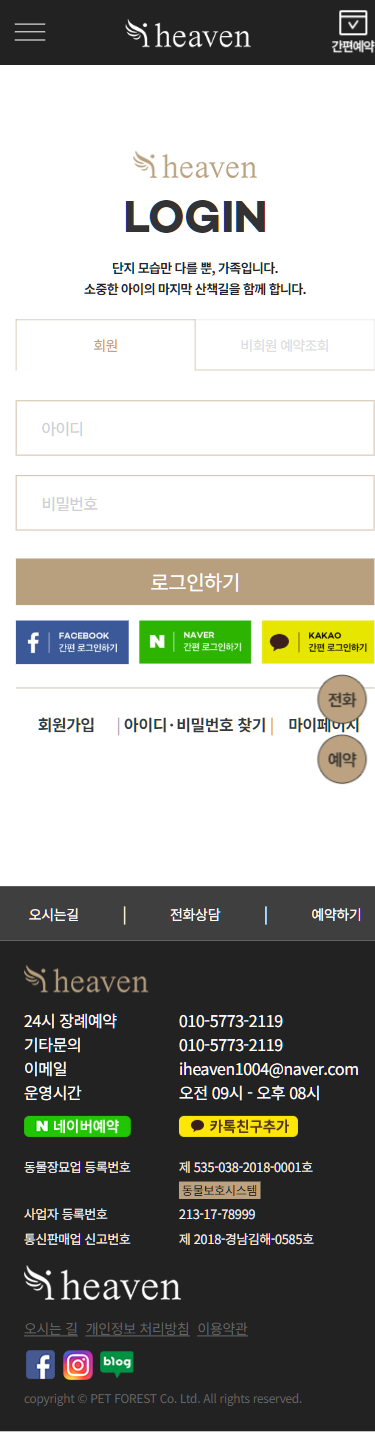 iheaven
간편예약
iheaven
LOGIN
단지 모습만 다를 뿐, 가족입니다.
소중한 아이의 마지막 산책길을 함께 합니다.
회원
비회원 예약조회
아이디
비밀번호
로그인하기
FACEBOOK
간편 로그인하기
NAVER
간편 로그인하기
KAKAO
간편 로그인하기
전화
회원가입 | 아이디·비밀번호 찾기 | 마이페이지
예약
오시는길 | 전화상담 | 예약하기
iheaven
24시 장례예약 010-5773-2119
기타문의 010-5773-2119
이메일 iheaven1004@naver.com
운영시간 오전 09시 - 오후 08시
N 네이버예약 카톡친구추가
동물장묘업 등록번호 제 535-038-2018-0001호
동물보호시스템
사업자 등록번호 213-17-78999
통신판매업 신고번호 제 2018-경남김해-0585호
iheaven
오시는 길 개인정보 처리방침 이용약관
blog
copyright © PET FOREST Co. Ltd. All rights reserved.